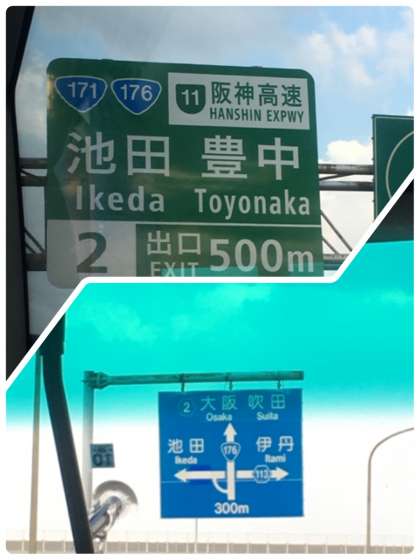 171 176 11 阪神高速
HANSHIN EXPWY
池田 豊中
Ikeda Toyonaka
2 出口 500m
EXIT
2 大阪 吹田
Osaka Suita
池田 176 伊丹
Ikeda Itami
113
300m